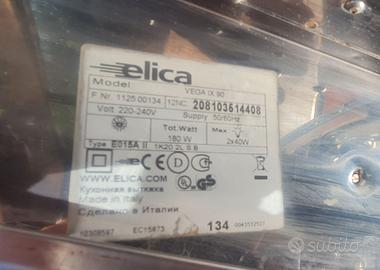 elica
Model VEGA IX 90
F.Nr. 1125.00134 12NC. 208103514408
Volt 220-240V Supply 50/60Hz
Tot.Watt Max
180 W 2x40W
Type E015A II 1K20 2L S B
WWW.ELICA.COM
Кухонная вытяжка
Made in Italy
Сделано в Италии
EC15873 134
subito